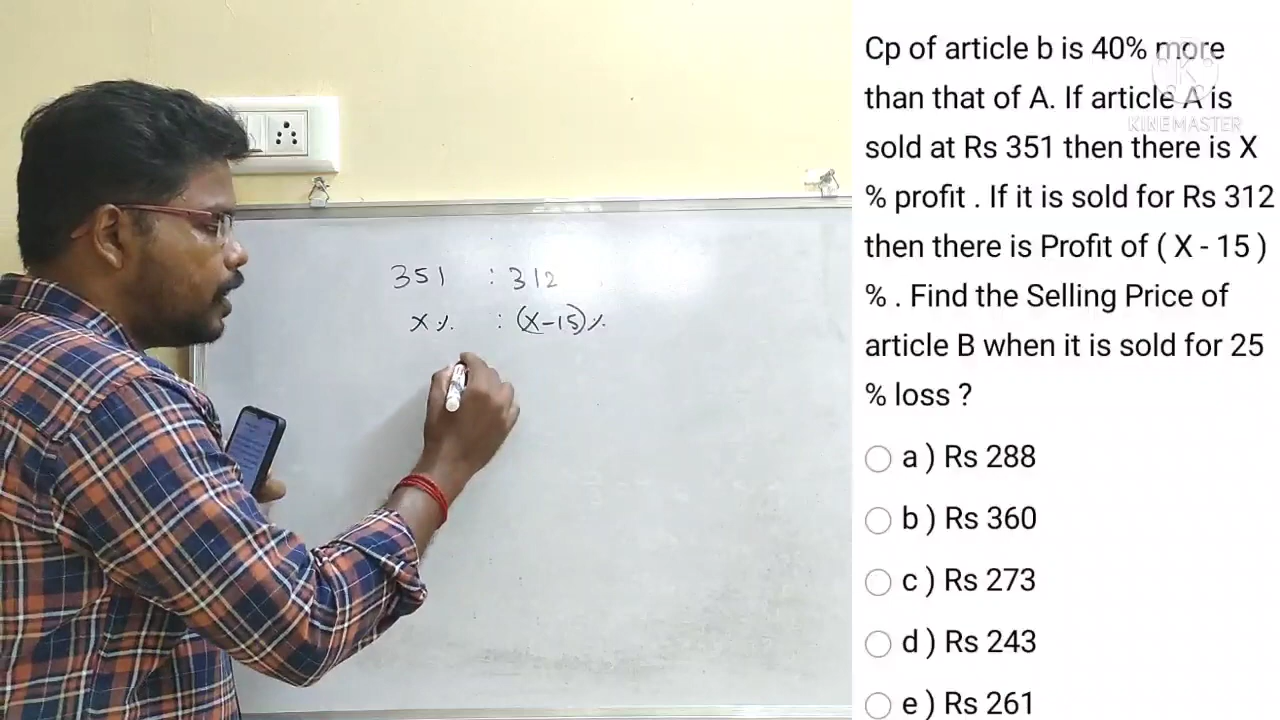 351 : 312
x % : (x-15) %
Cp of article b is 40% more
than that of A. If article A is
sold at Rs 351 then there is X
% profit . If it is sold for Rs 312
then there is Profit of ( X - 15 )
% . Find the Selling Price of
article B when it is sold for 25
% loss ?
a ) Rs 288
b ) Rs 360
c ) Rs 273
d ) Rs 243
e ) Rs 261
K
KINEMASTER